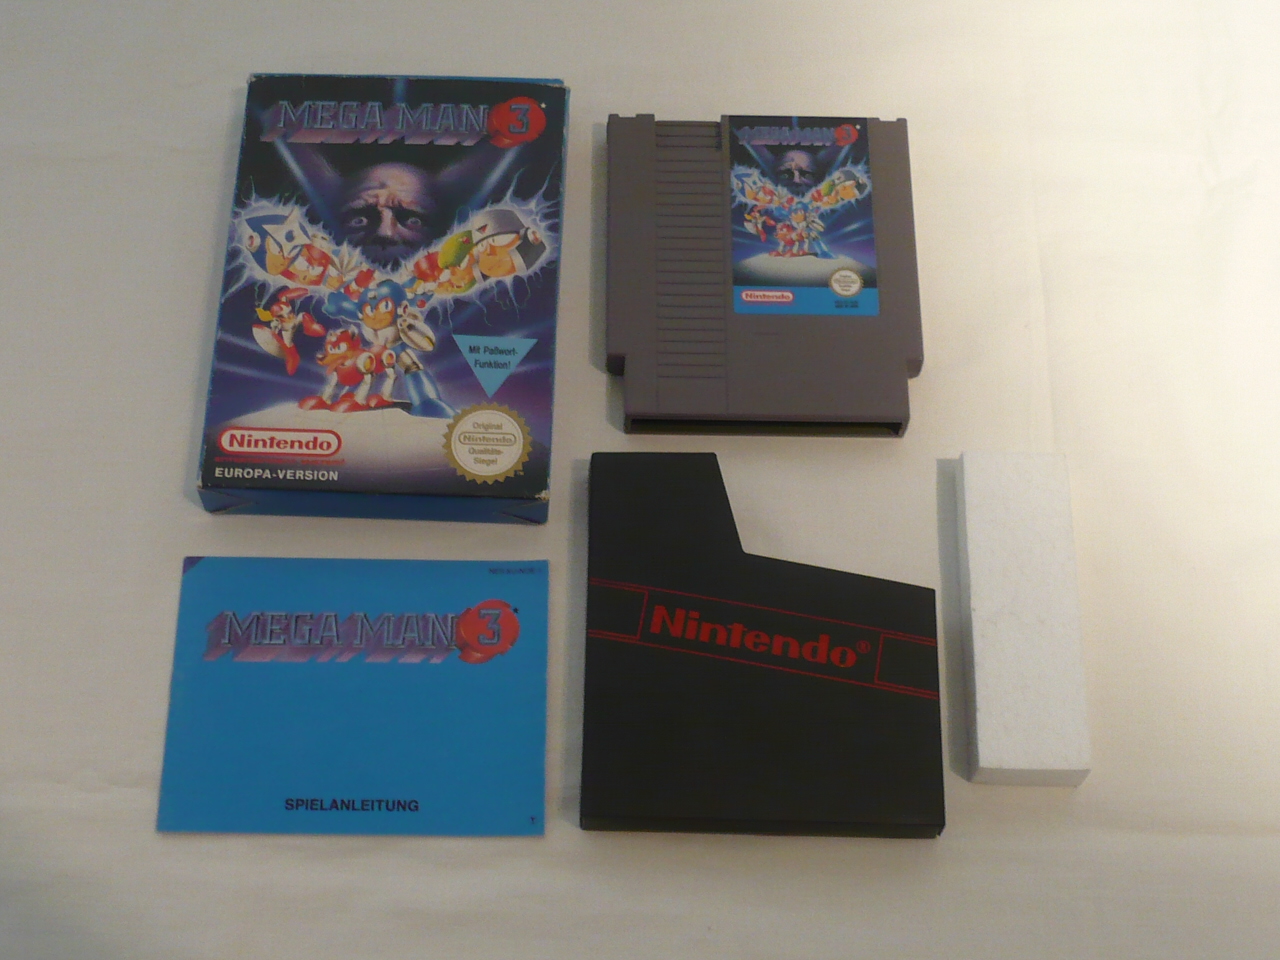 MEGA MAN 3
Mit Paßwort-
Funktion!
Nintendo
EUROPA-VERSION
Original
Nintendo
Qualitäts-
Siegel
TM
MEGA MAN 3
Nintendo
MEGA MAN 3
SPIELANLEITUNG
Nintendo®